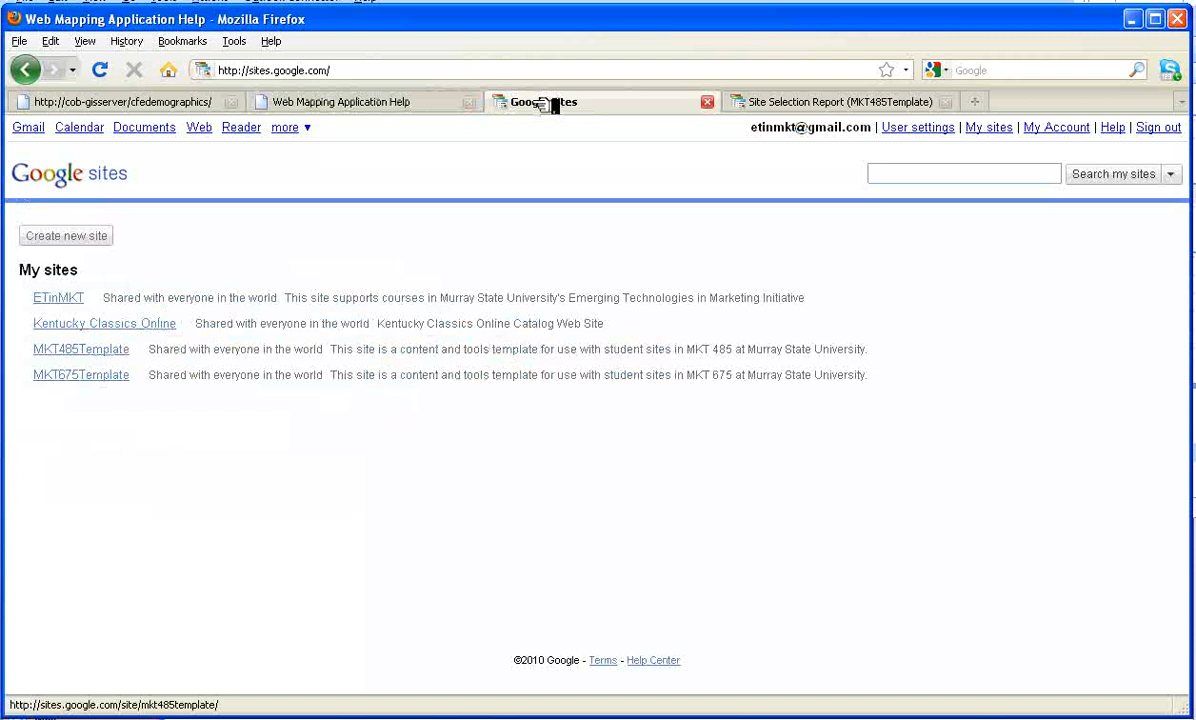 Web Mapping Application Help - Mozilla Firefox
File Edit View History Bookmarks Tools Help
http://sites.google.com/ Google
http://cob-gisserver/cfedemographics/ Web Mapping Application Help Site Selection Report (MKT485Template)
Gmail Calendar Documents Web Reader more ▼ etinmkt@gmail.com | User settings | My sites | My Account | Help | Sign out
Google sites Search my sites
Create new site
My sites
ETinMKT Shared with everyone in the world This site supports courses in Murray State University's Emerging Technologies in Marketing Initiative
Kentucky Classics Online Shared with everyone in the world Kentucky Classics Online Catalog Web Site
MKT485Template Shared with everyone in the world This site is a content and tools template for use with student sites in MKT 485 at Murray State University.
MKT675Template Shared with everyone in the world This site is a content and tools template for use with student sites in MKT 675 at Murray State University.
©2010 Google - Terms - Help Center
http://sites.google.com/site/mkt485template/